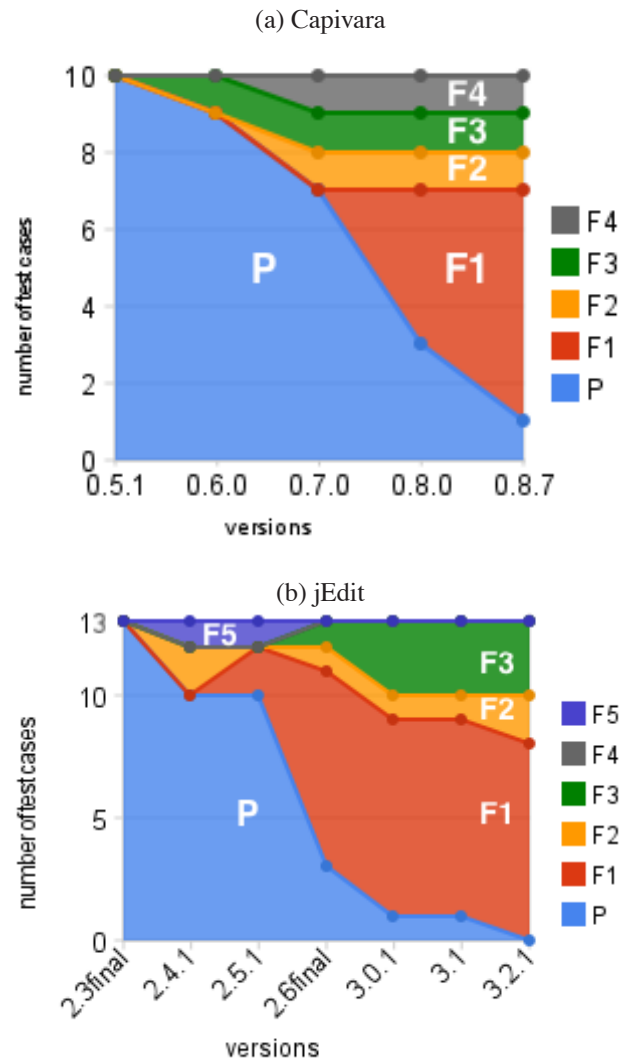 (a) Capivara
10
8
6
4
2
0
number of test cases
F4
F3
F2
P
F1
F4
F3
F2
F1
P
0.5.1 0.6.0 0.7.0 0.8.0 0.8.7
versions
(b) jEdit
13
10
5
0
number of test cases
F5
F3
F2
P
F1
F5
F4
F3
F2
F1
P
2.3final 2.4.1 2.5.1 2.6final 3.0.1 3.1 3.2.1
versions